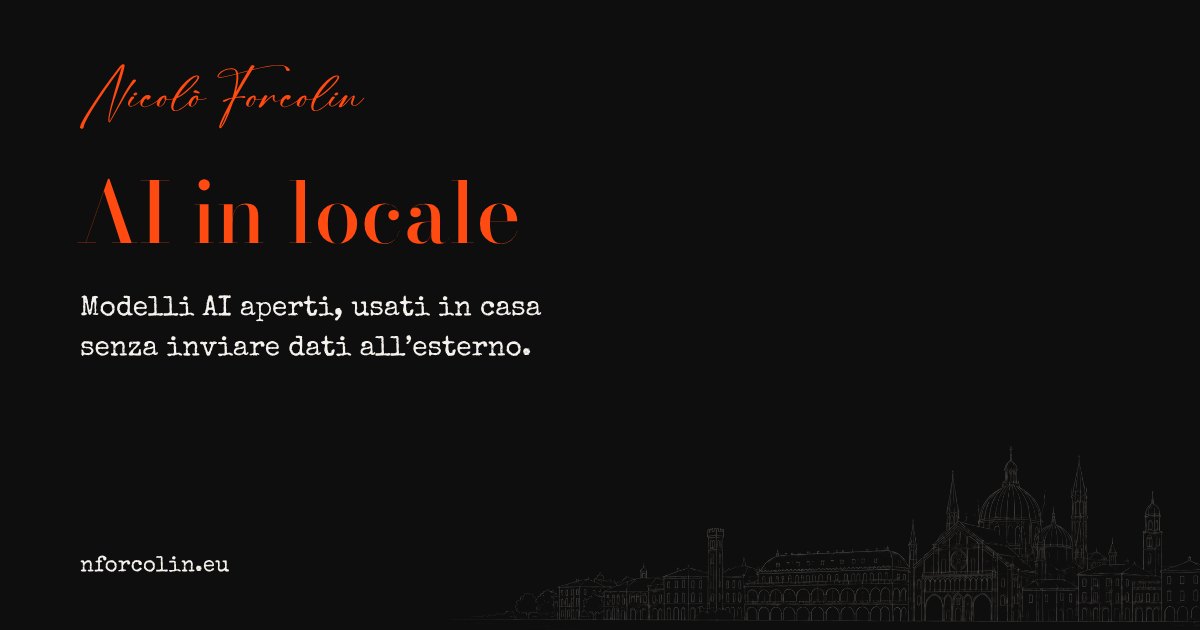 Nicolò Forcolin
AI in locale
Modelli AI aperti, usati in casa
senza inviare dati all’esterno.
nforcolin.eu